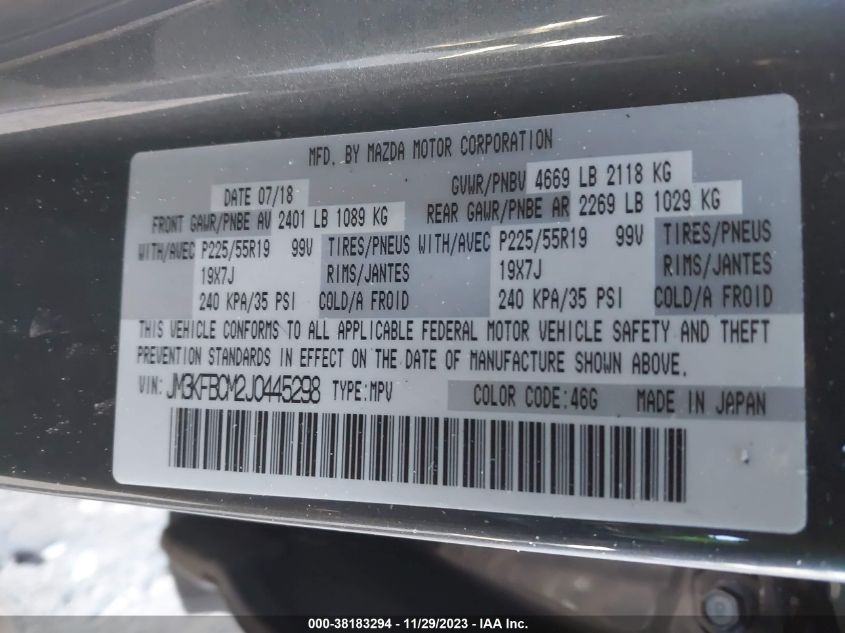 MFD. BY MAZDA MOTOR CORPORATION
DATE 07/18 GVWR/PNBV 4669 LB 2118 KG
FRONT GAWR/PNBE AV 2401 LB 1089 KG REAR GAWR/PNBE AR 2269 LB 1029 KG
WITH/AVEC P225/55R19 99V TIRES/PNEUS WITH/AVEC P225/55R19 99V TIRES/PNEUS
19X7J RIMS/JANTES 19X7J RIMS/JANTES
240 KPA/35 PSI COLD/A FROID 240 KPA/35 PSI COLD/A FROID
THIS VEHICLE CONFORMS TO ALL APPLICABLE FEDERAL MOTOR VEHICLE SAFETY AND THEFT
PREVENTION STANDARDS IN EFFECT ON THE DATE OF MANUFACTURE SHOWN ABOVE.
VIN: JM3KFBCM2J0445298 TYPE:MPV COLOR CODE:46G MADE IN JAPAN
000-38183294 - 11/29/2023 - IAA Inc.